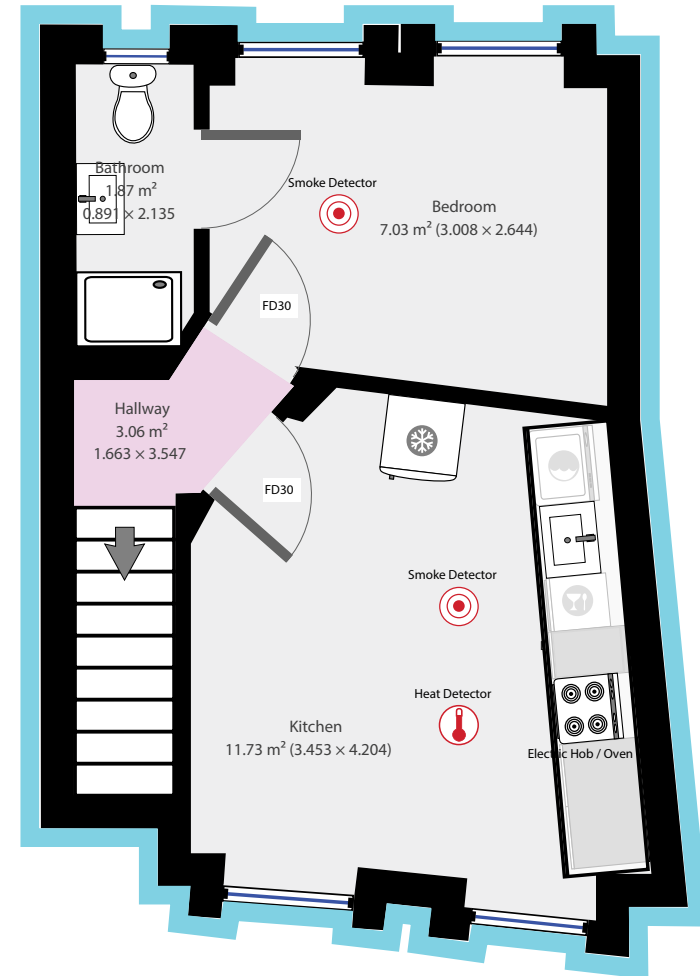 Bathroom
1.87 m²
0.891 × 2.135
Smoke Detector
Bedroom
7.03 m² (3.008 × 2.644)
FD30
Hallway
3.06 m²
1.663 × 3.547
FD30
Smoke Detector
Heat Detector
Kitchen
11.73 m² (3.453 × 4.204)
Electric Hob / Oven